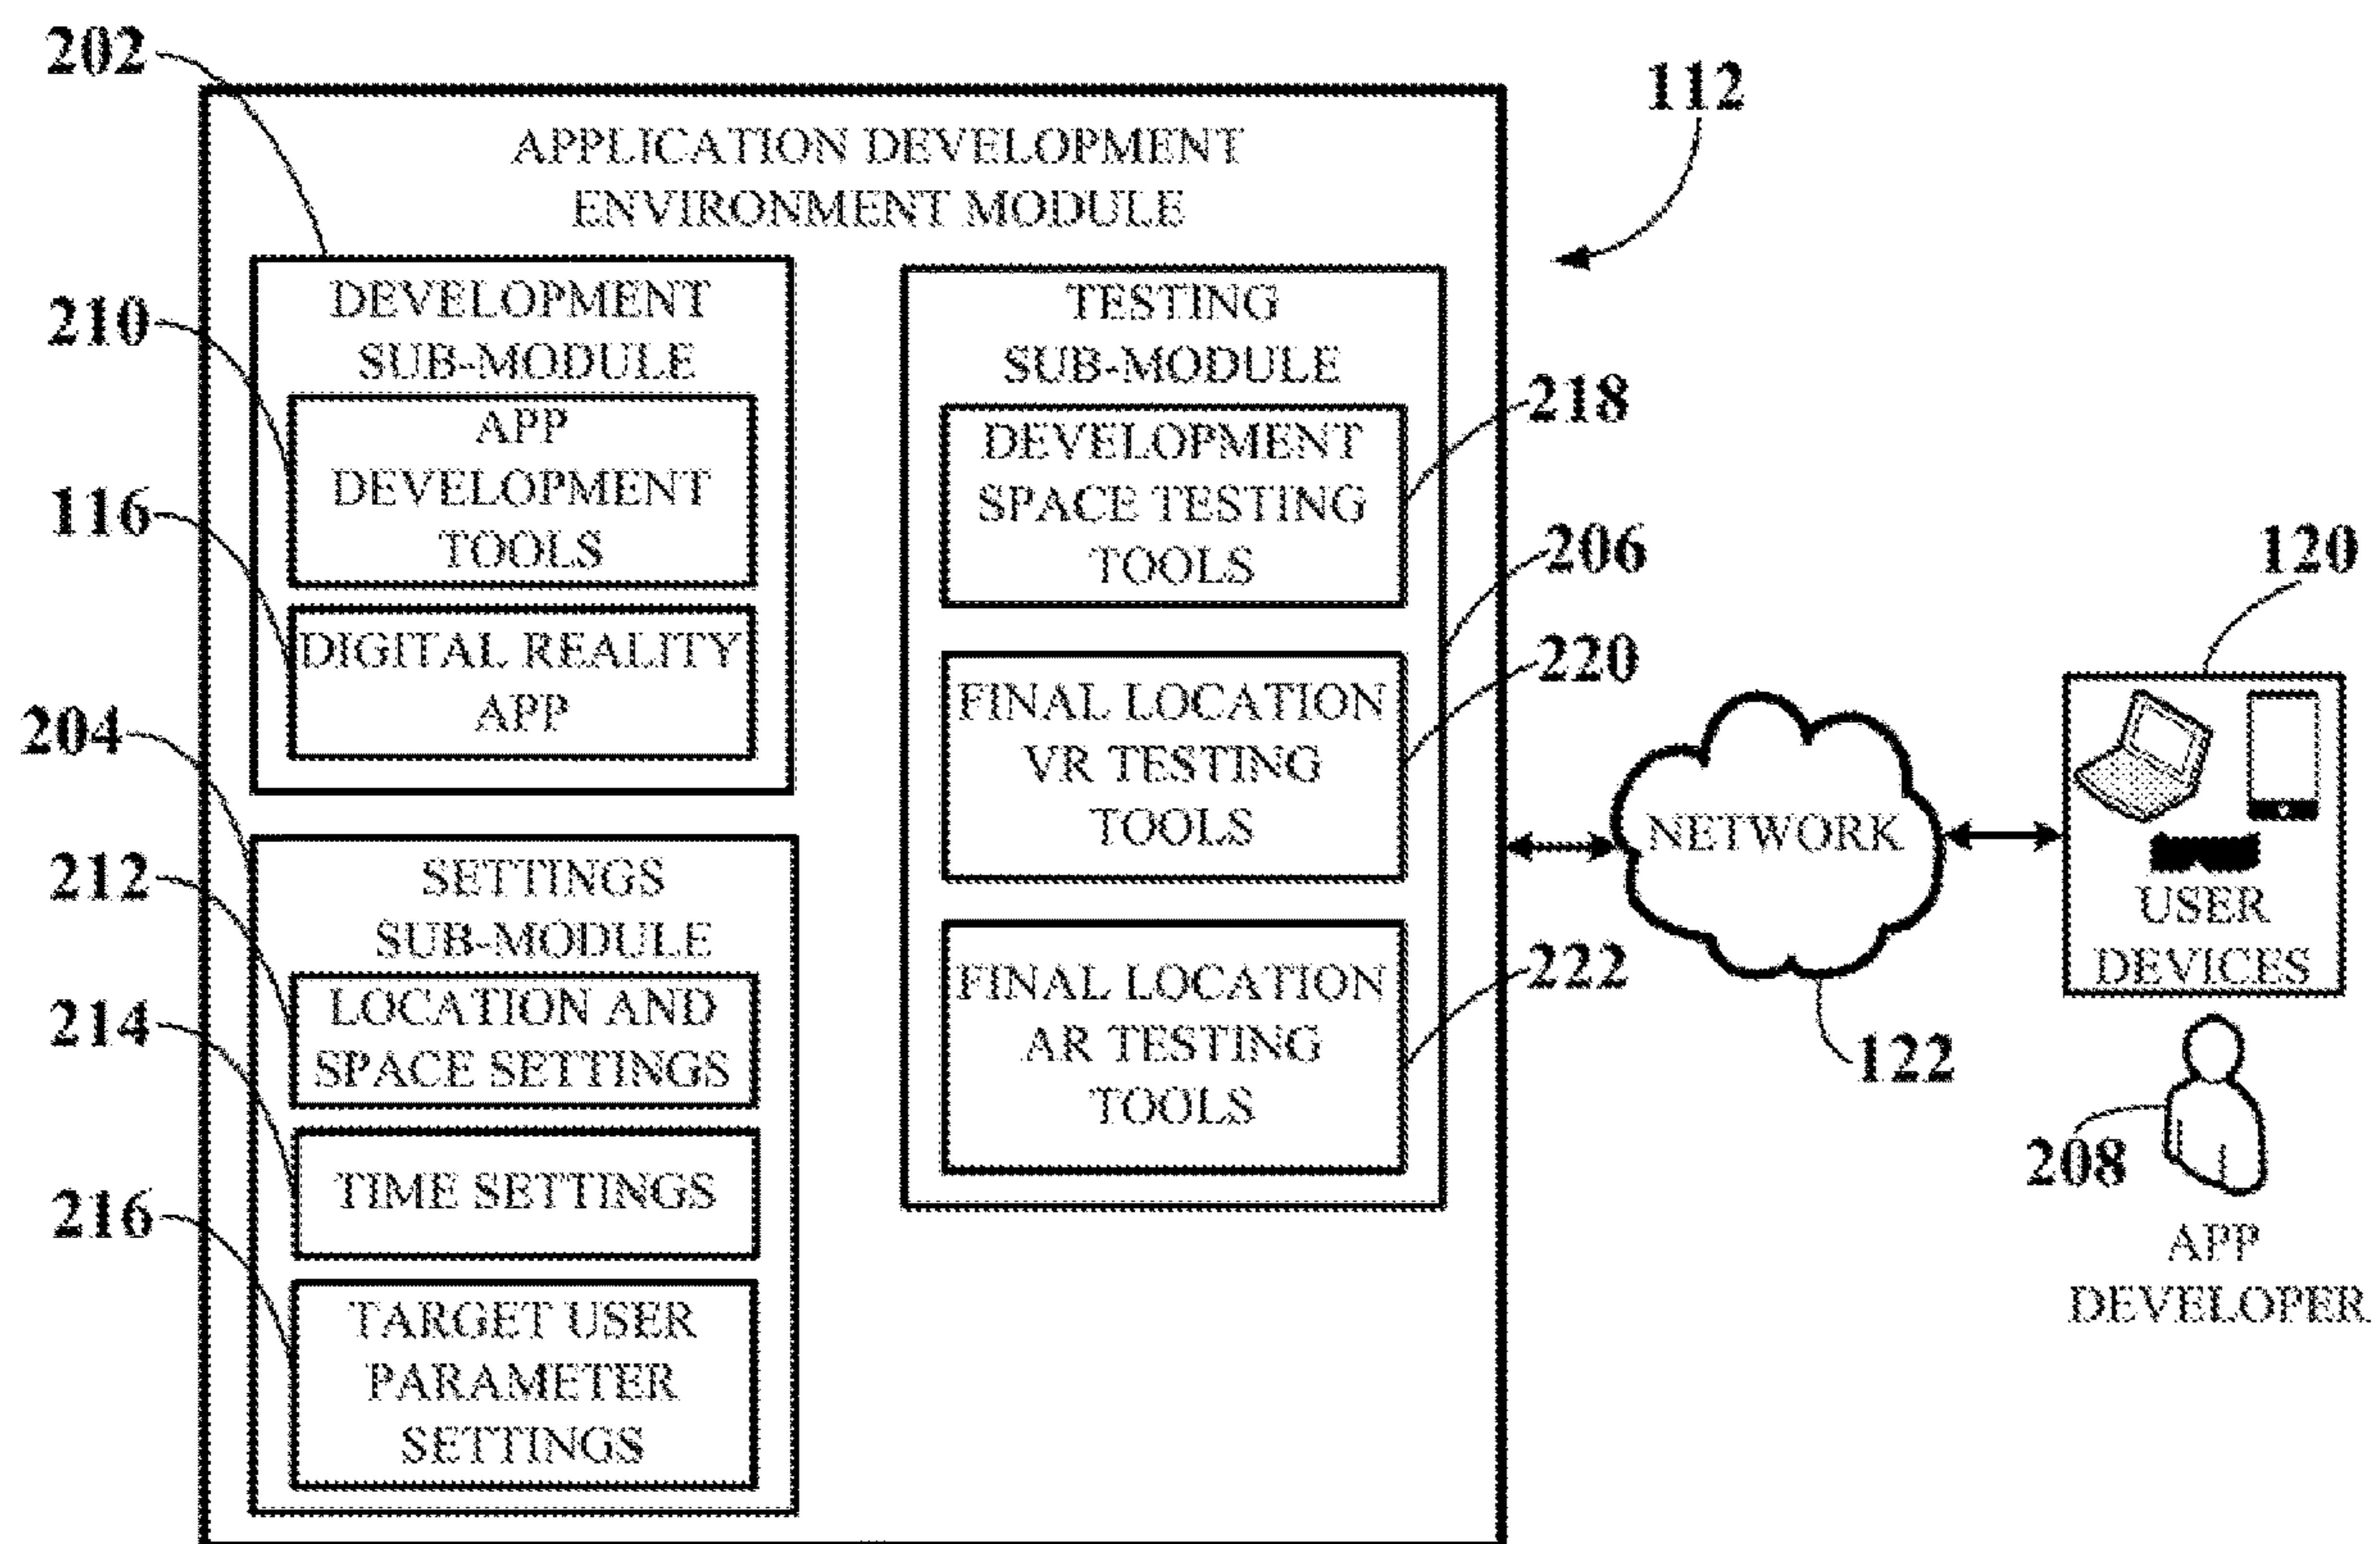 202
112
APPLICATION DEVELOPMENT
ENVIRONMENT MODULE
210
DEVELOPMENT
SUB-MODULE
APP
DEVELOPMENT
TOOLS
116
DIGITAL REALITY
APP
204
212
SETTINGS
SUB-MODULE
LOCATION AND
SPACE SETTINGS
214
TIME SETTINGS
216
TARGET USER
PARAMETER
SETTINGS
TESTING
SUB-MODULE
218
DEVELOPMENT
SPACE TESTING
TOOLS
206
220
FINAL LOCATION
VR TESTING
TOOLS
222
FINAL LOCATION
AR TESTING
TOOLS
NETWORK
122
120
USER
DEVICES
208
APP
DEVELOPER